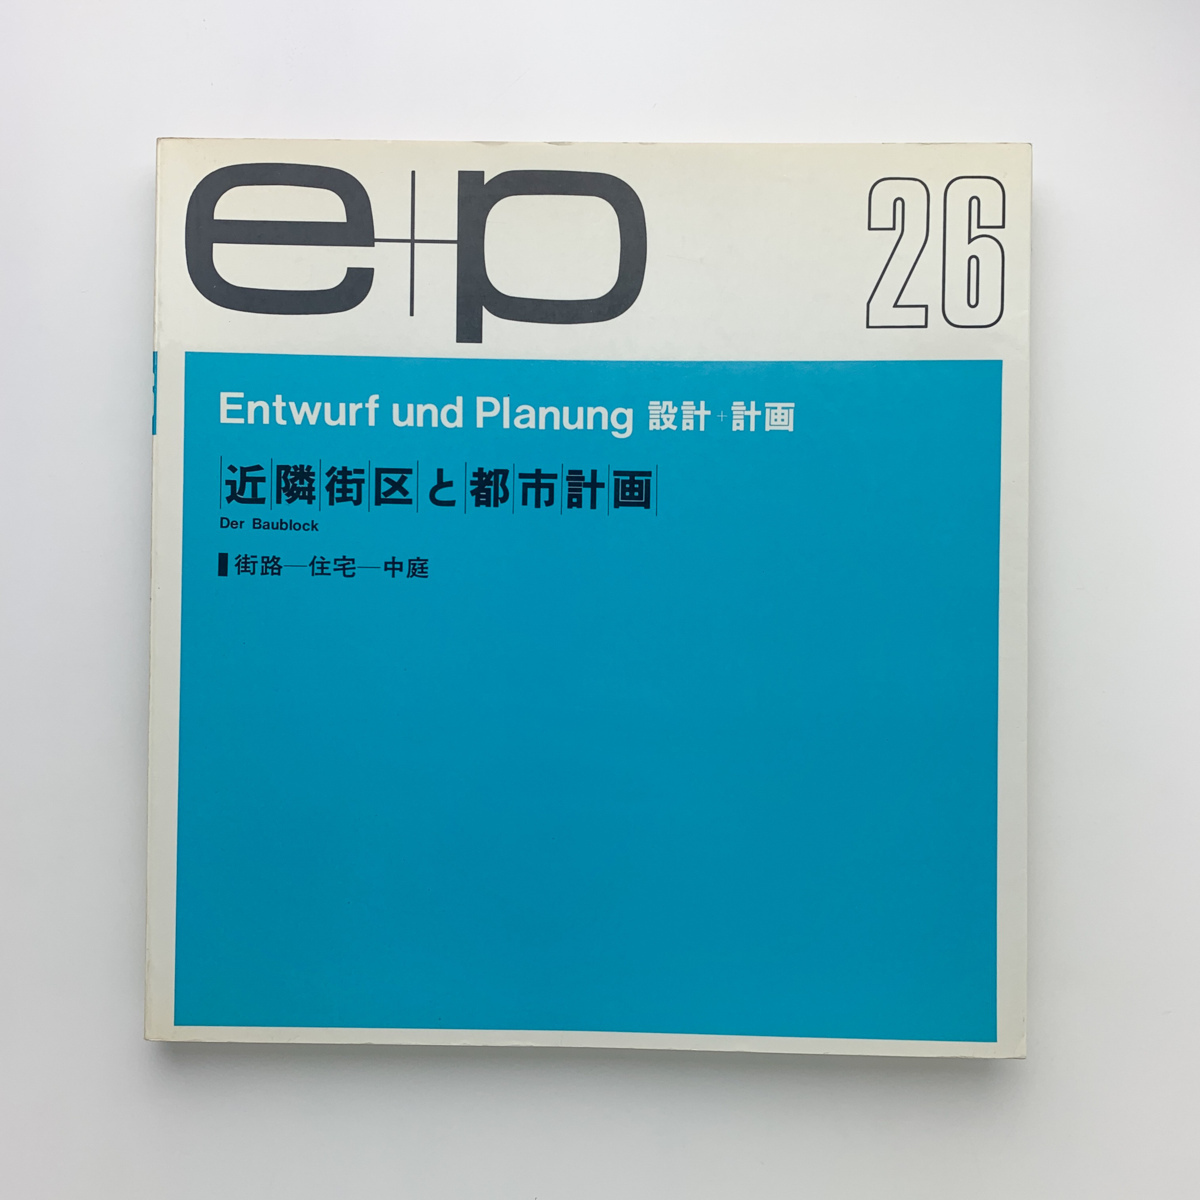 e+p
26
Entwurf und Planung 設計+計画
近隣街区と都市計画
Der Baublock
街路—住宅—中庭